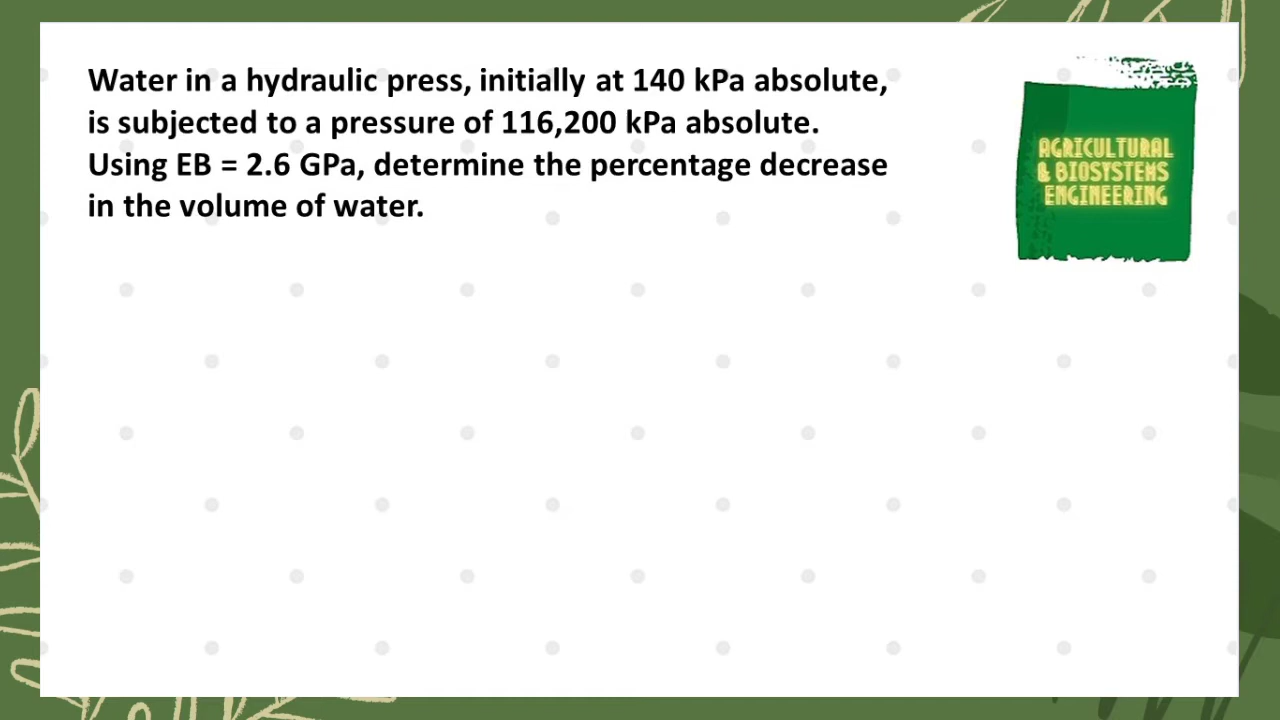 Water in a hydraulic press, initially at 140 kPa absolute,
is subjected to a pressure of 116,200 kPa absolute.
Using EB = 2.6 GPa, determine the percentage decrease
in the volume of water.
AGRICULTURAL
& BIOSYSTEMS
ENGINEERING